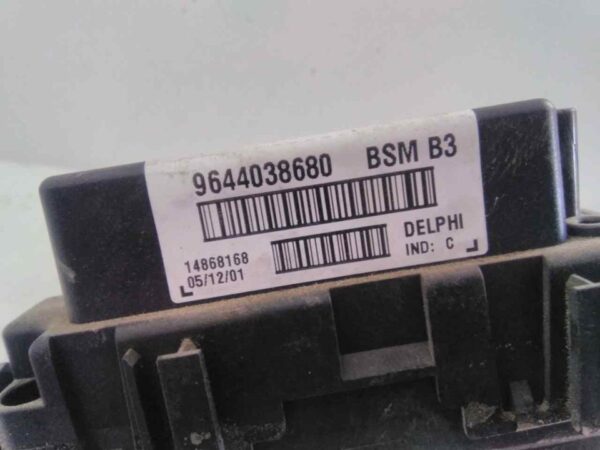 9644038680 BSM B3
14868168 DELPHI
05/12/01 IND: C